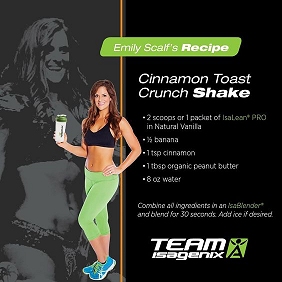 Emily Scalf's Recipe
Cinnamon Toast
Crunch Shake
• 2 scoops or 1 packet of IsaLean® PRO
in Natural Vanilla
• ½ banana
• 1 tsp cinnamon
• 1 tbsp organic peanut butter
• 8 oz water
Combine all ingredients in an IsaBlender®
and blend for 30 seconds. Add ice if desired.
TEAM
ISAGENIX